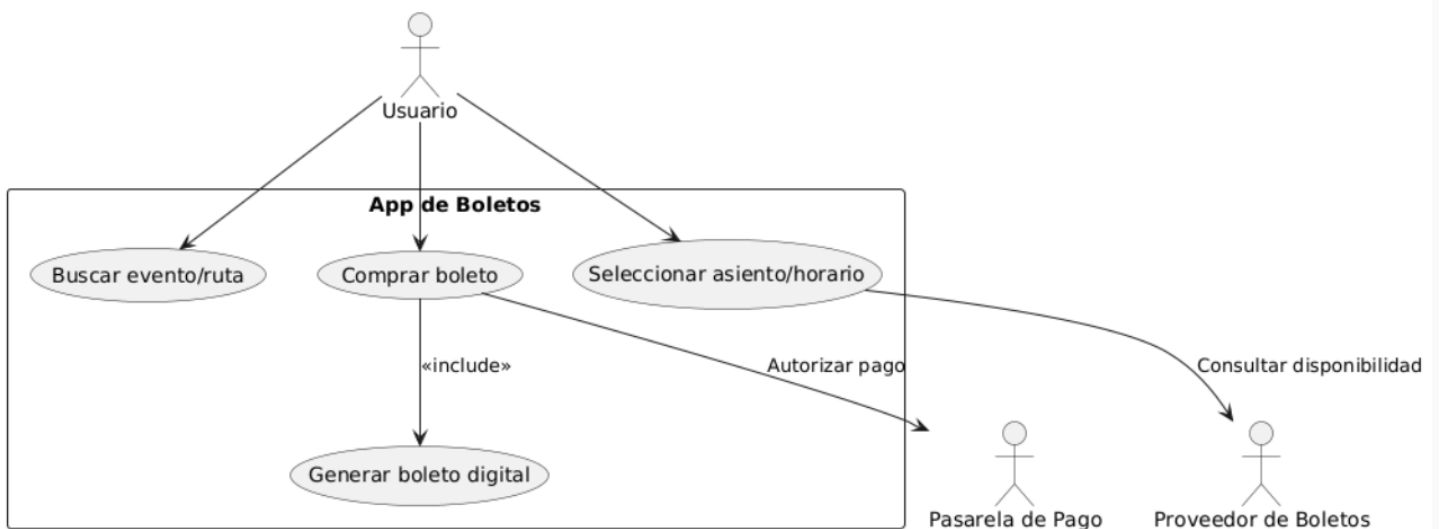 Usuario
App de Boletos
Buscar evento/ruta
Comprar boleto
Seleccionar asiento/horario
«include»
Autorizar pago
Consultar disponibilidad
Generar boleto digital
Pasarela de Pago
Proveedor de Boletos